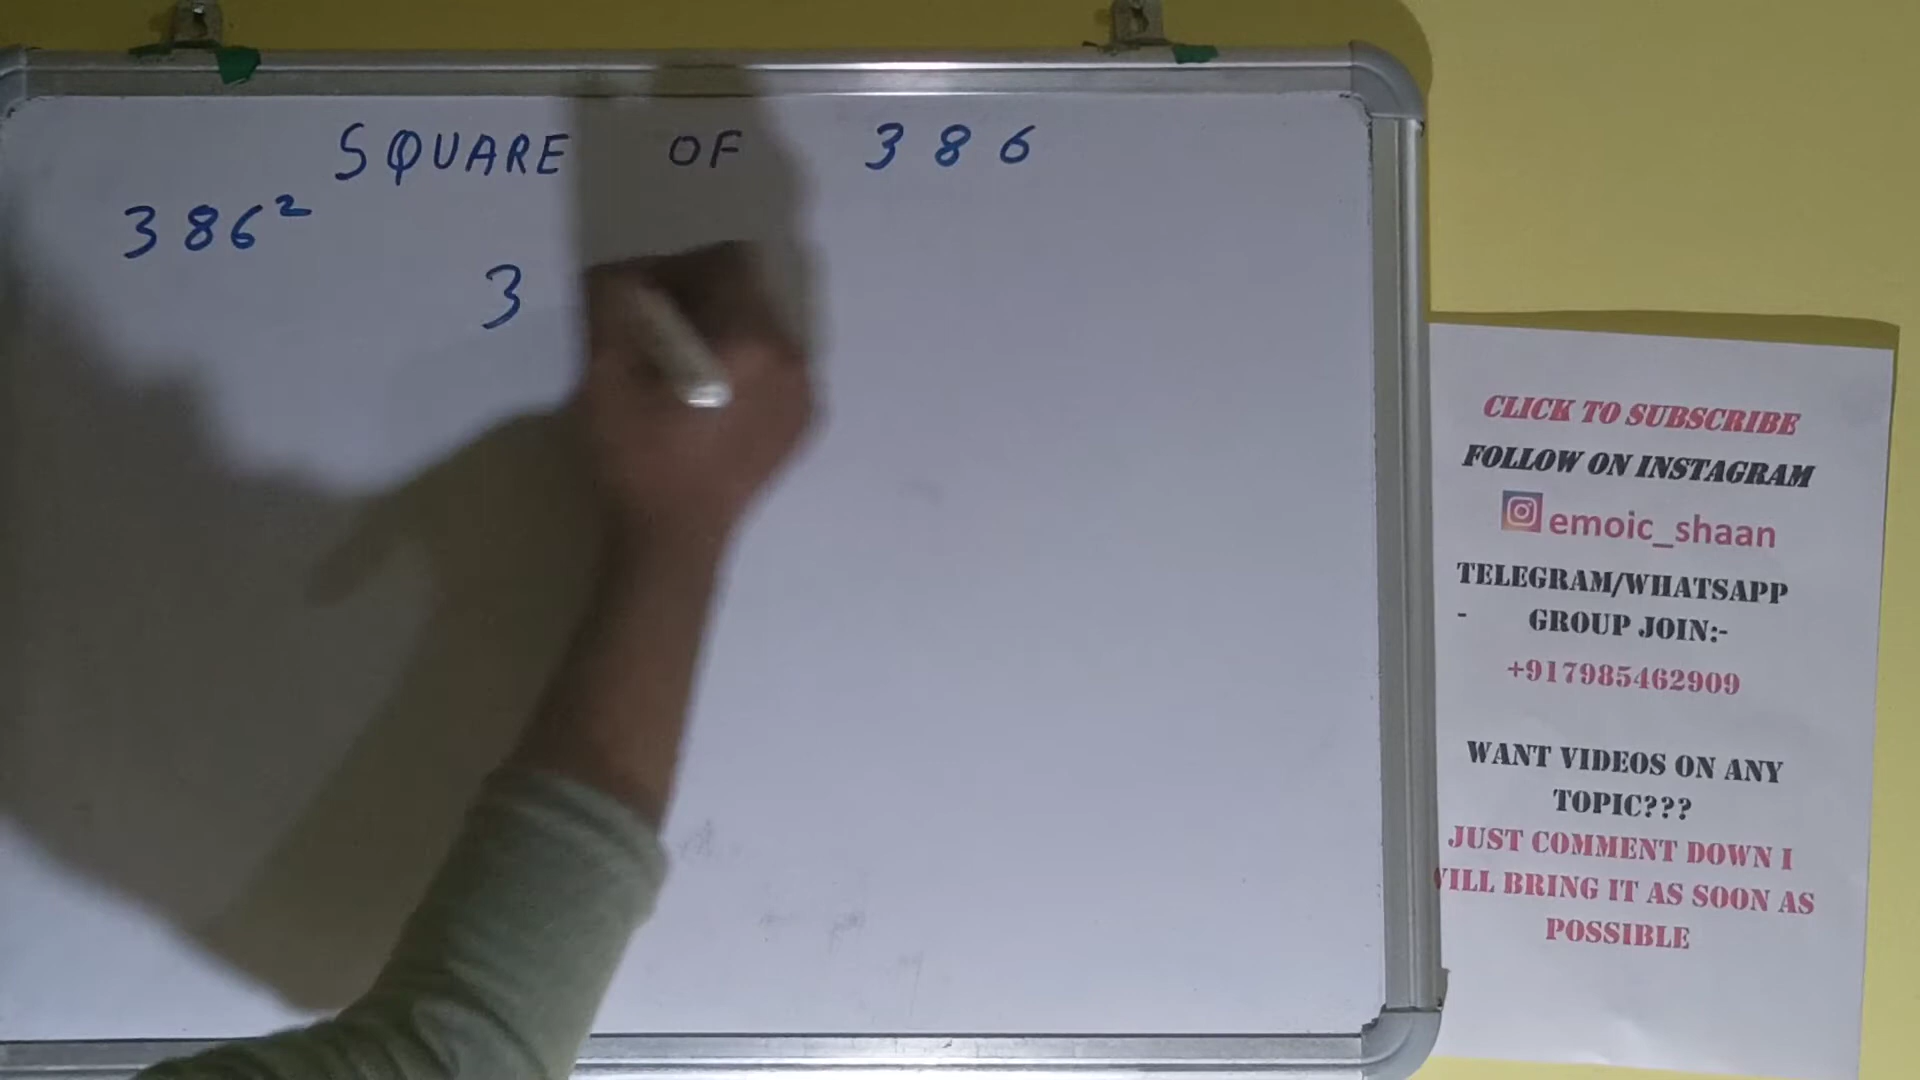 SQUARE OF 386
386²
3
CLICK TO SUBSCRIBE
FOLLOW ON INSTAGRAM
emoic_shaan
TELEGRAM/WHATSAPP
- GROUP JOIN:-
+917985462909
WANT VIDEOS ON ANY
TOPIC???
JUST COMMENT DOWN I
VILL BRING IT AS SOON AS
POSSIBLE